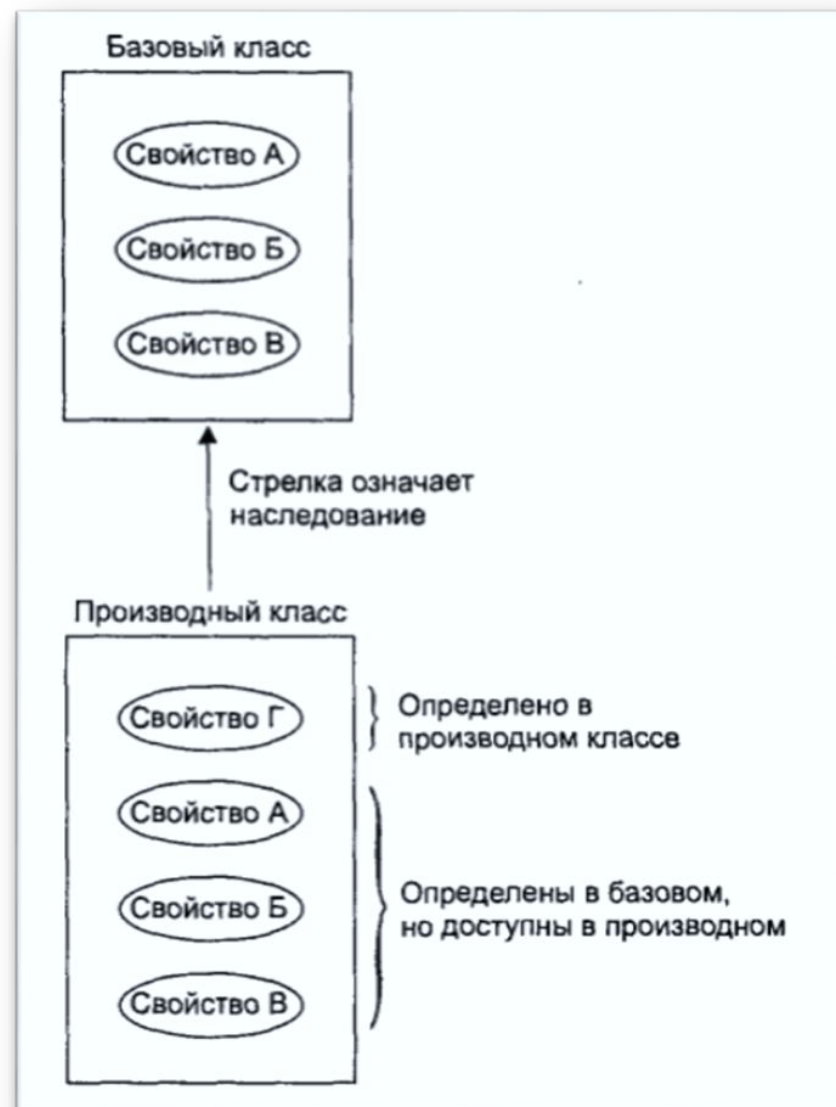 Базовый класс
Свойство А
Свойство Б
Свойство В
Стрелка означает
наследование
Производный класс
Свойство Г
Определено в
производном классе
Свойство А
Свойство Б
Свойство В
Определены в базовом,
но доступны в производном